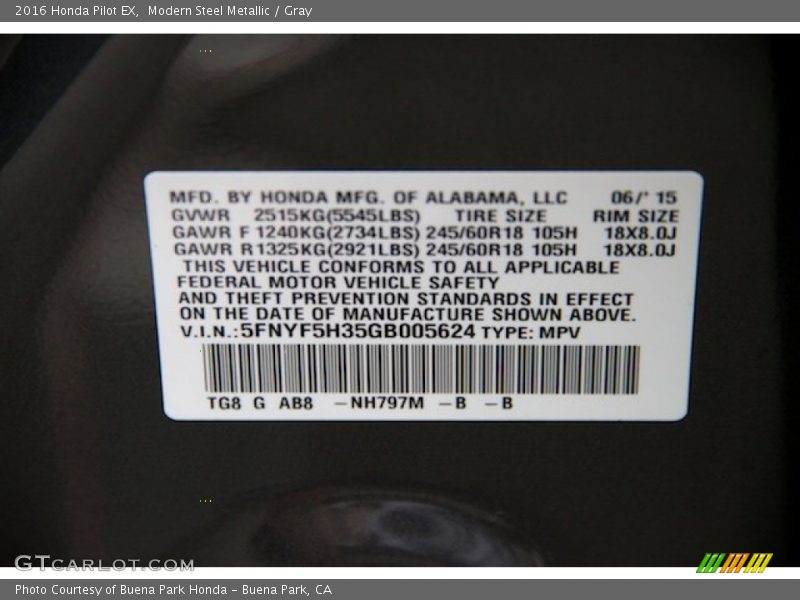 2016 Honda Pilot EX,  Modern Steel Metallic / Gray
MFD. BY HONDA MFG. OF ALABAMA, LLC 06/' 15
GVWR 2515KG(5545LBS) TIRE SIZE RIM SIZE
GAWR F 1240KG(2734LBS) 245/60R18 105H 18X8.0J
GAWR R1325KG(2921LBS) 245/60R18 105H 18X8.0J
THIS VEHICLE CONFORMS TO ALL APPLICABLE
FEDERAL MOTOR VEHICLE SAFETY
AND THEFT PREVENTION STANDARDS IN EFFECT
ON THE DATE OF MANUFACTURE SHOWN ABOVE.
V.I.N.:5FNYF5H35GB005624 TYPE: MPV
TG8 G AB8 -NH797M -B -B
GTCARLOT.COM
Photo Courtesy of Buena Park Honda - Buena Park, CA